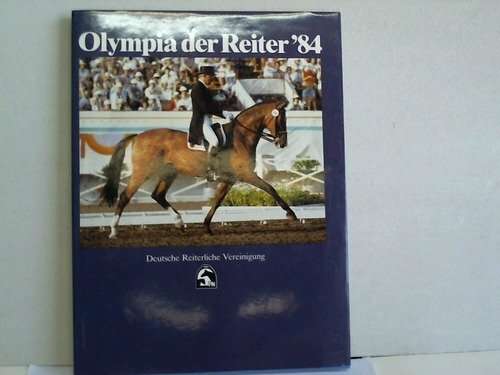 Olympia der Reiter '84
Deutsche Reiterliche Vereinigung